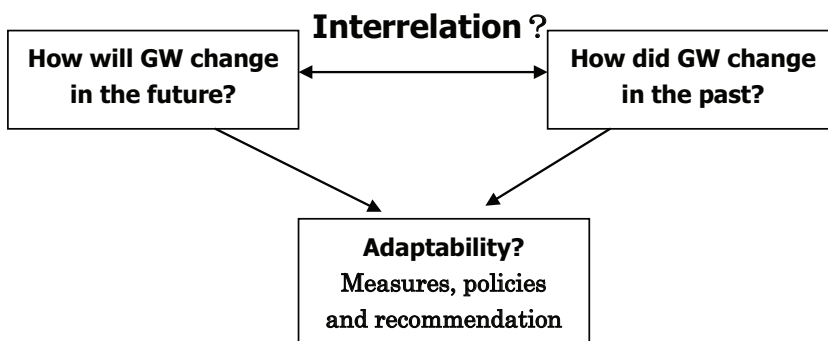 Interrelation？
How will GW change
in the future?
How did GW change
in the past?
Adaptability?
Measures, policies
and recommendation